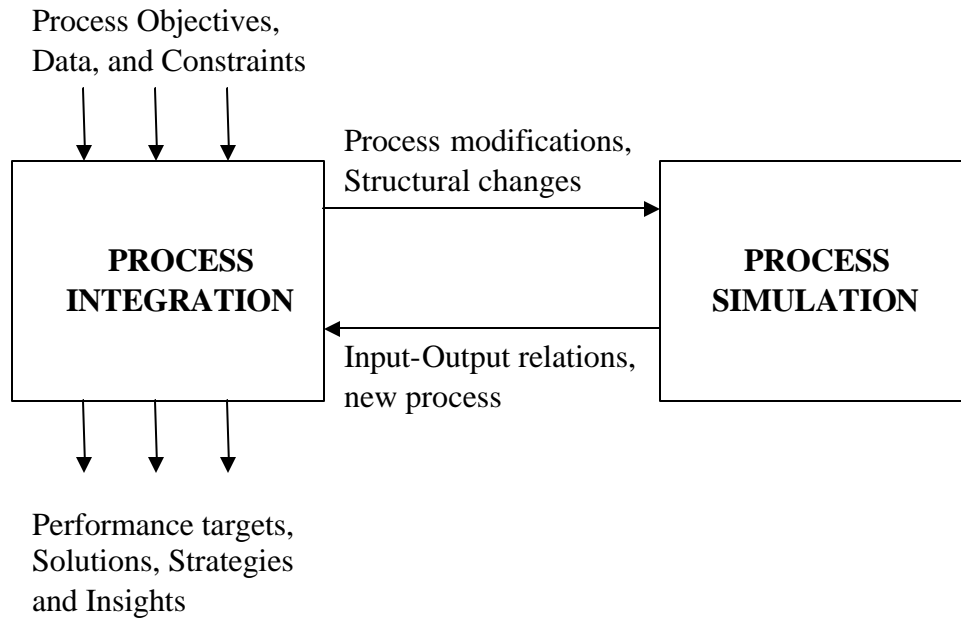 Process Objectives,
Data, and Constraints
Process modifications,
Structural changes
PROCESS
INTEGRATION
PROCESS
SIMULATION
Input-Output relations,
new process
Performance targets,
Solutions, Strategies
and Insights